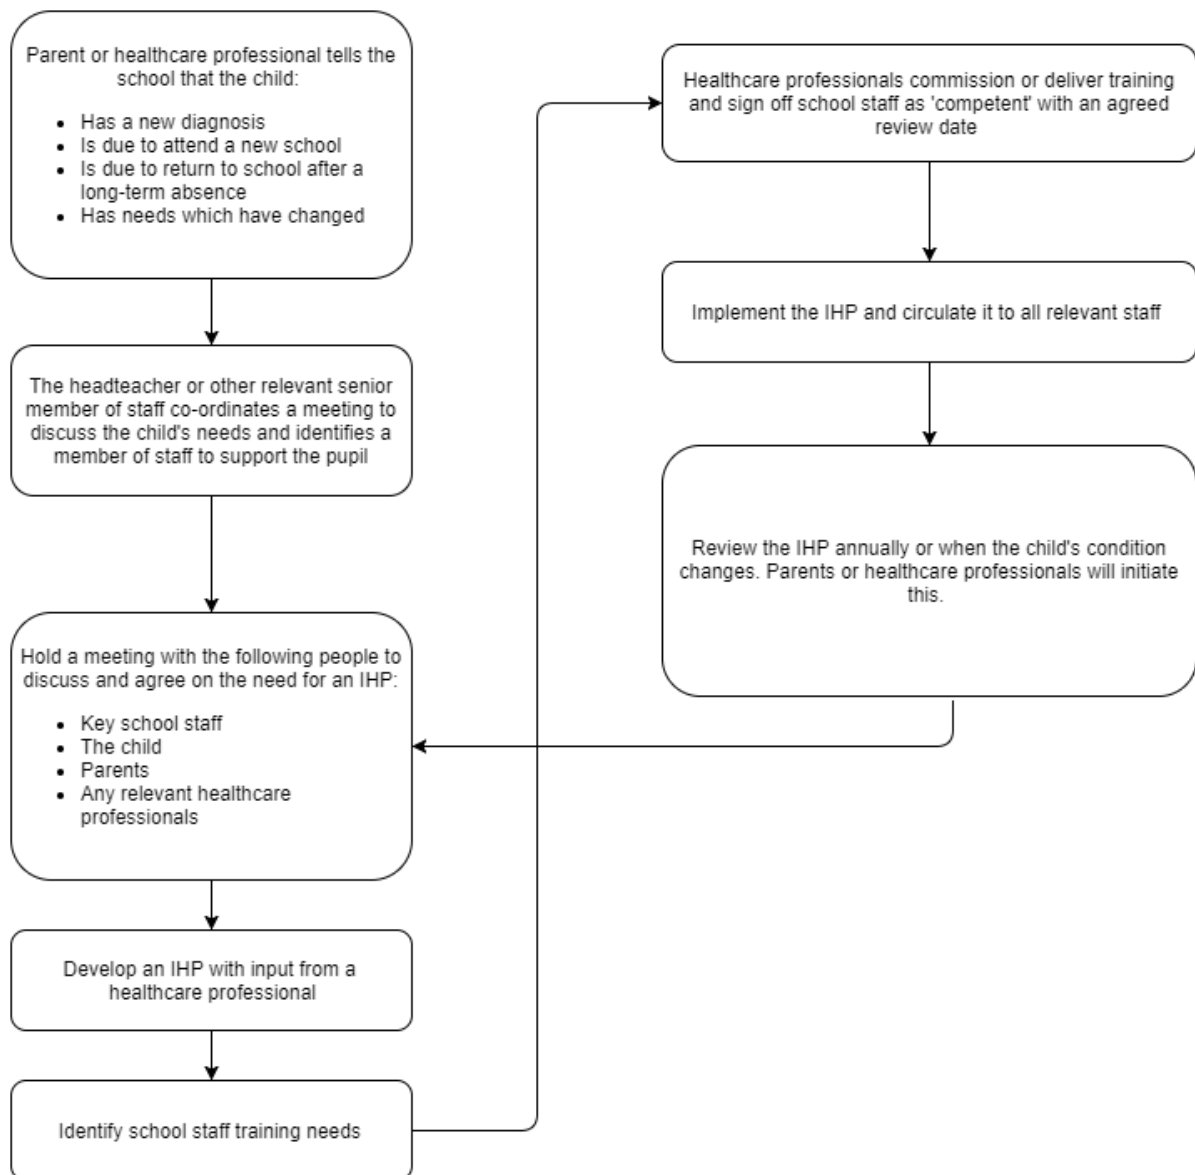 Parent or healthcare professional tells the
school that the child:
• Has a new diagnosis
• Is due to attend a new school
• Is due to return to school after a
long-term absence
• Has needs which have changed
The headteacher or other relevant senior
member of staff co-ordinates a meeting to
discuss the child's needs and identifies a
member of staff to support the pupil
Hold a meeting with the following people to
discuss and agree on the need for an IHP:
• Key school staff
• The child
• Parents
• Any relevant healthcare
professionals
Develop an IHP with input from a
healthcare professional
Identify school staff training needs
Healthcare professionals commission or deliver training
and sign off school staff as 'competent' with an agreed
review date
Implement the IHP and circulate it to all relevant staff
Review the IHP annually or when the child's condition
changes. Parents or healthcare professionals will initiate
this.